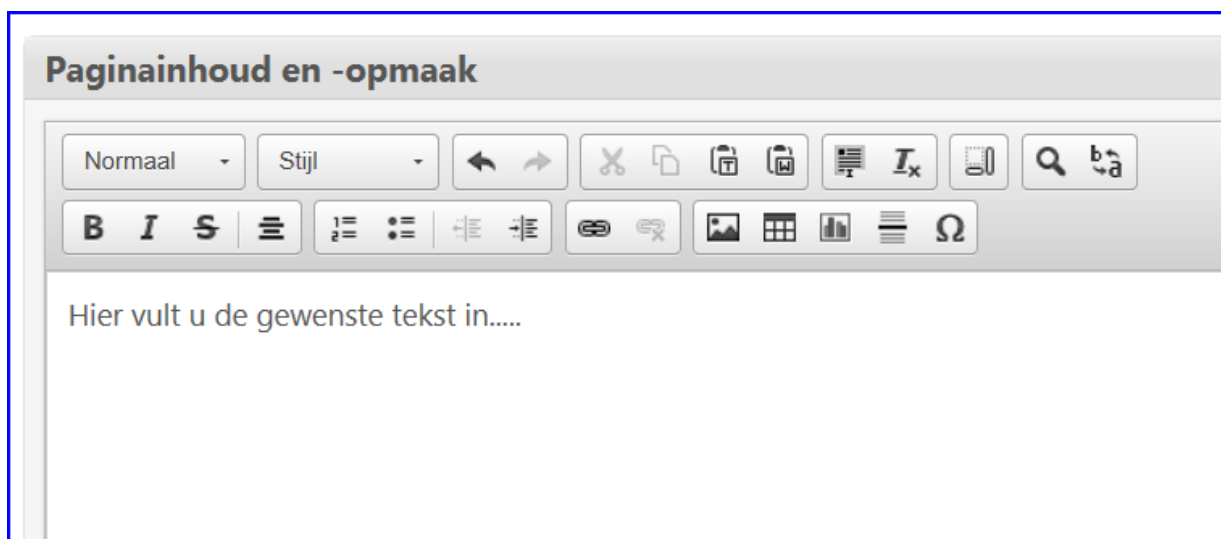 Paginainhoud en -opmaak
Normaal Stijl
Hier vult u de gewenste tekst in.....